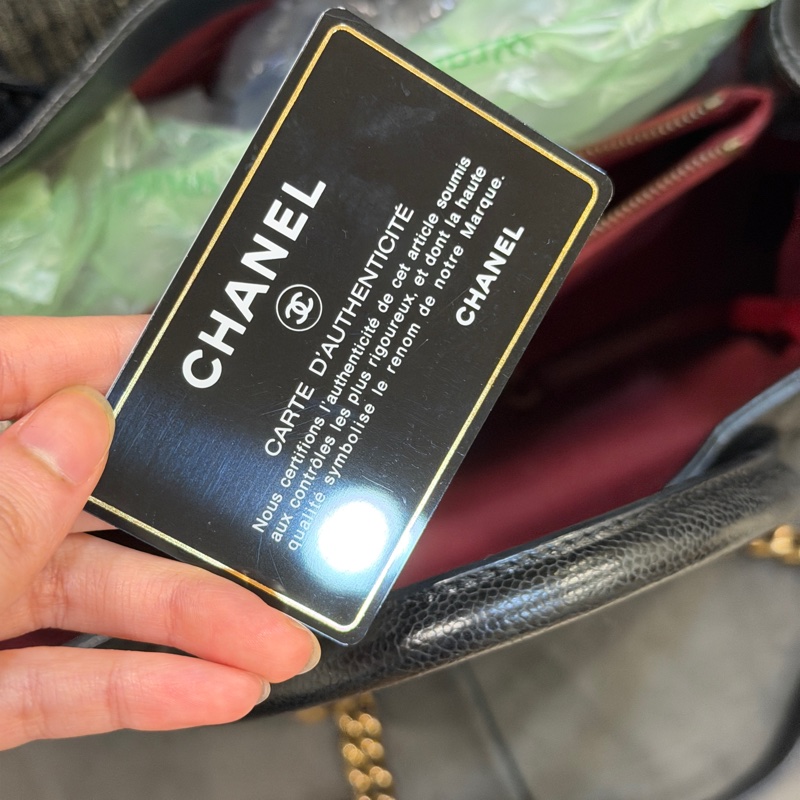 CHANEL
CARTE D'AUTHENTICITÉ
Nous certifions l'authenticité de cet article soumis
aux contrôles les plus rigoureux, et dont la haute
qualité symbolise le renom de notre Marque.
CHANEL